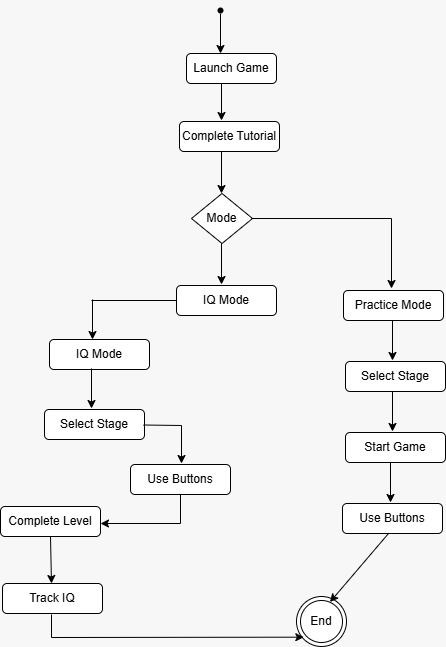 Launch Game
Complete Tutorial
Mode
IQ Mode
Practice Mode
IQ Mode
Select Stage
Select Stage
Start Game
Use Buttons
Complete Level
Use Buttons
Track IQ
End